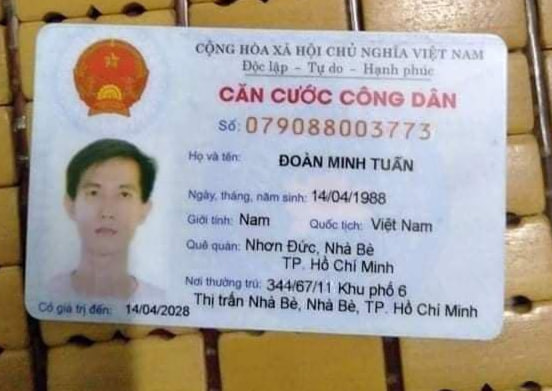 CỘNG HÒA XÃ HỘI CHỦ NGHĨA VIỆT NAM
Độc lập – Tự do – Hạnh phúc
CĂN CƯỚC CÔNG DÂN
Số: 079088003773
Họ và tên: ĐOÀN MINH TUẤN
Ngày, tháng, năm sinh: 14/04/1988
Giới tính: Nam Quốc tịch: Việt Nam
Quê quán: Nhơn Đức, Nhà Bè
TP. Hồ Chí Minh
Nơi thường trú: 344/67/11 Khu phố 6
Thị trấn Nhà Bè, Nhà Bè, TP. Hồ Chí Minh
Có giá trị đến: 14/04/2028